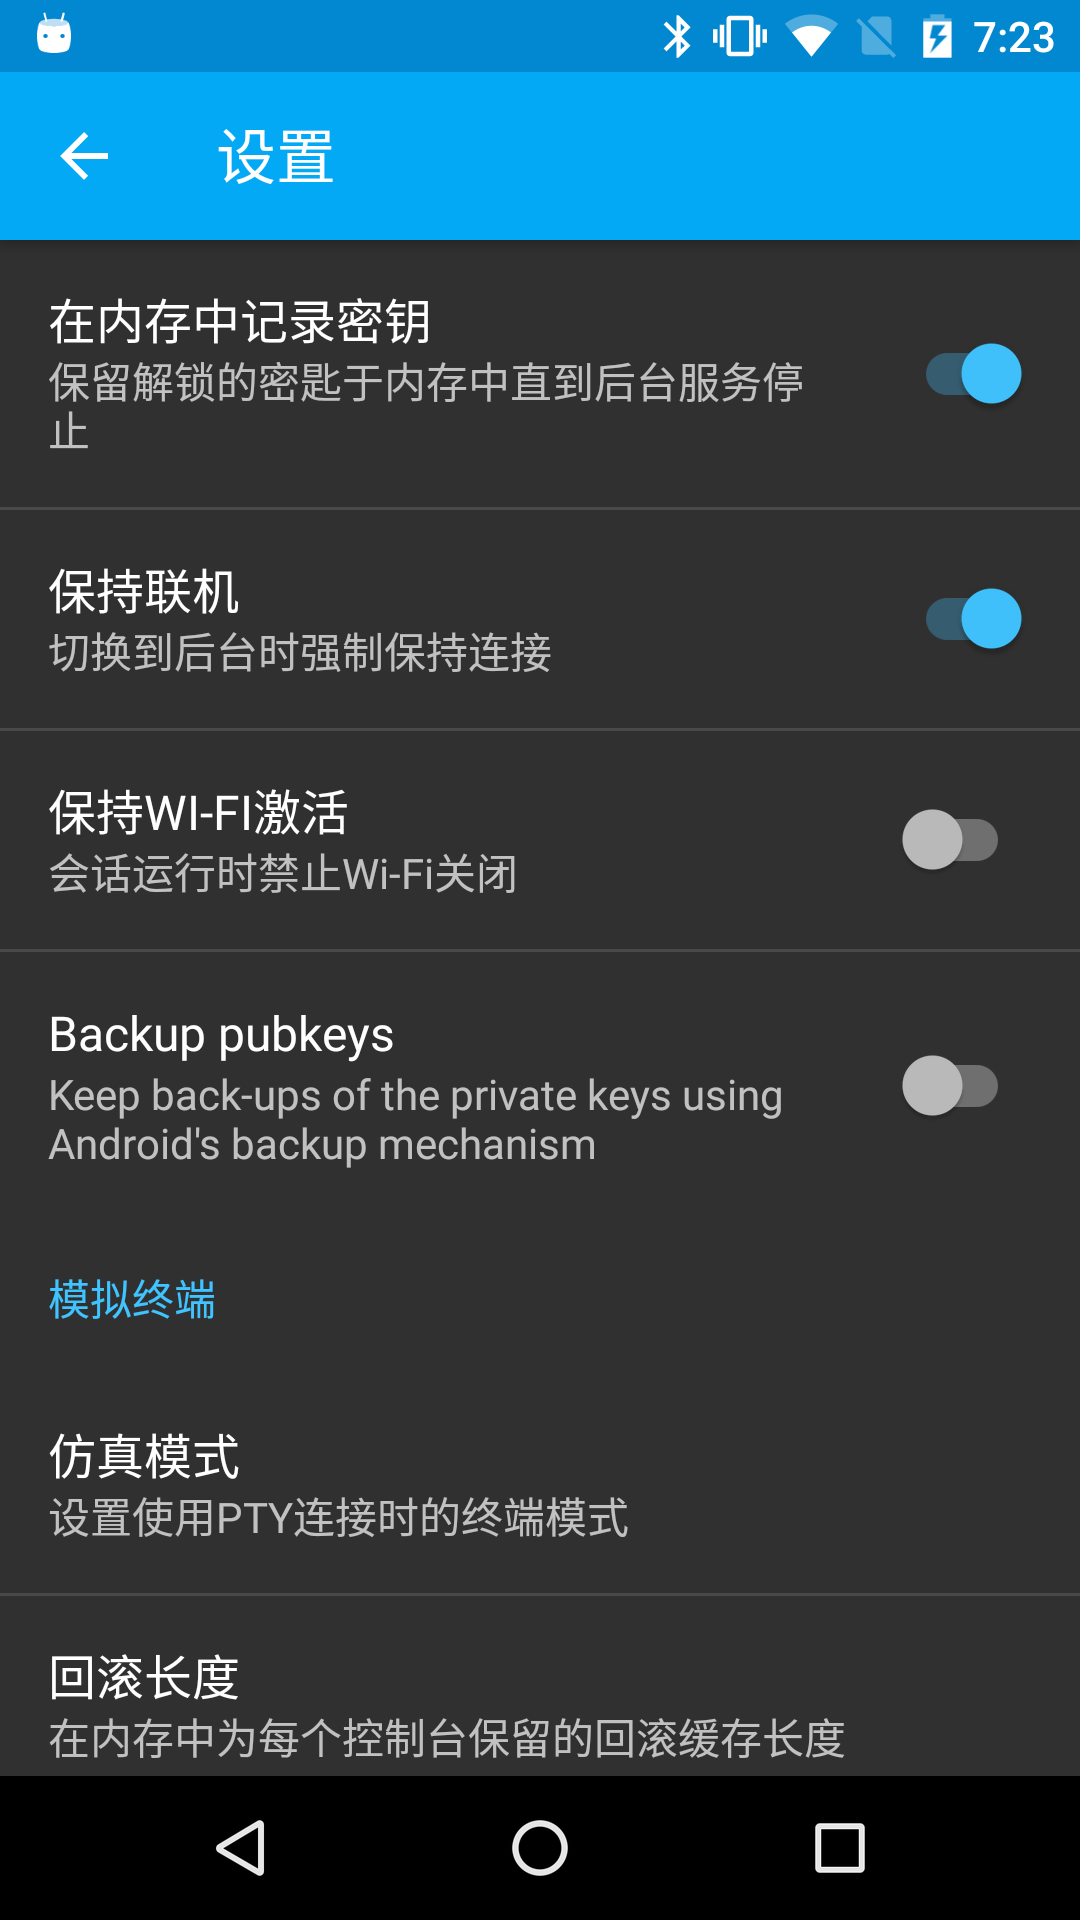 7:23
设置
在内存中记录密钥
保留解锁的密匙于内存中直到后台服务停
止
保持联机
切换到后台时强制保持连接
保持WI-FI激活
会话运行时禁止Wi-Fi关闭
Backup pubkeys
Keep back-ups of the private keys using
Android's backup mechanism
模拟终端
仿真模式
设置使用PTY连接时的终端模式
回滚长度
在内存中为每个控制台保留的回滚缓存长度